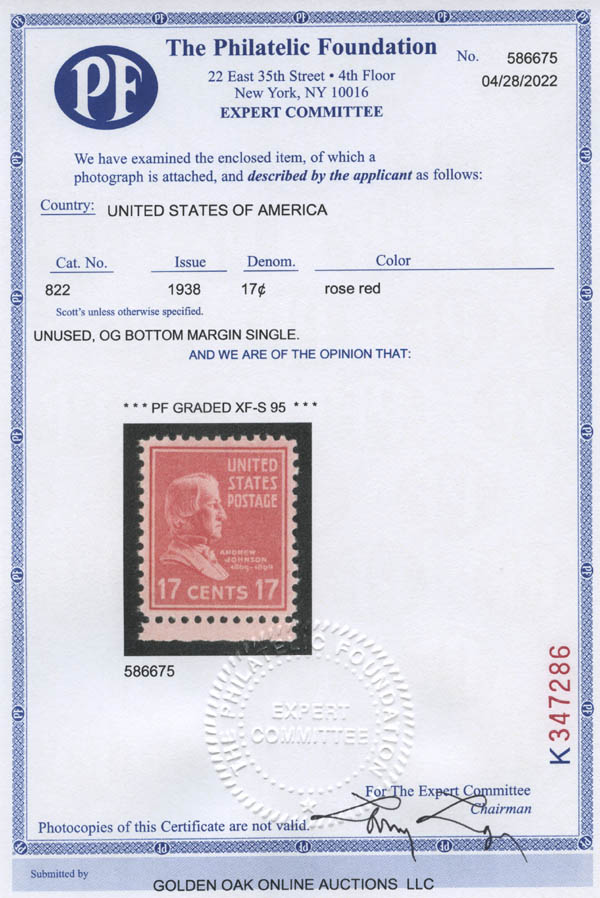 PF
The Philatelic Foundation
22 East 35th Street • 4th Floor
New York, NY 10016
EXPERT COMMITTEE
No. 586675
04/28/2022
We have examined the enclosed item, of which a
photograph is attached, and described by the applicant as follows:
Country: UNITED STATES OF AMERICA
Cat. No. Issue Denom. Color
822 1938 17¢ rose red
Scott's unless otherwise specified.
UNUSED, OG BOTTOM MARGIN SINGLE.
AND WE ARE OF THE OPINION THAT:
* * * PF GRADED XF-S 95 * * *
UNITED
STATES
POSTAGE
ANDREW
JOHNSON
1865-1869
17 CENTS 17
586675
THE PHILATELIC FOUNDATION
EXPERT
COMMITTEE
K347286
For The Expert Committee
Chairman
Photocopies of this Certificate are not valid.
Submitted by
GOLDEN OAK ONLINE AUCTIONS LLC